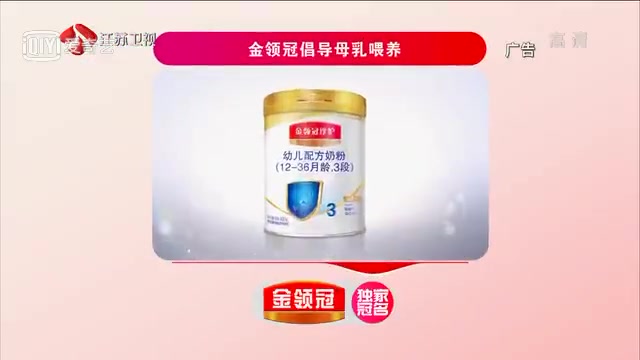 江苏卫视
金领冠倡导母乳喂养
高清
广告
金领冠珍护
幼儿配方奶粉
(12-36月龄,3段)
3
金领冠
独家
冠名